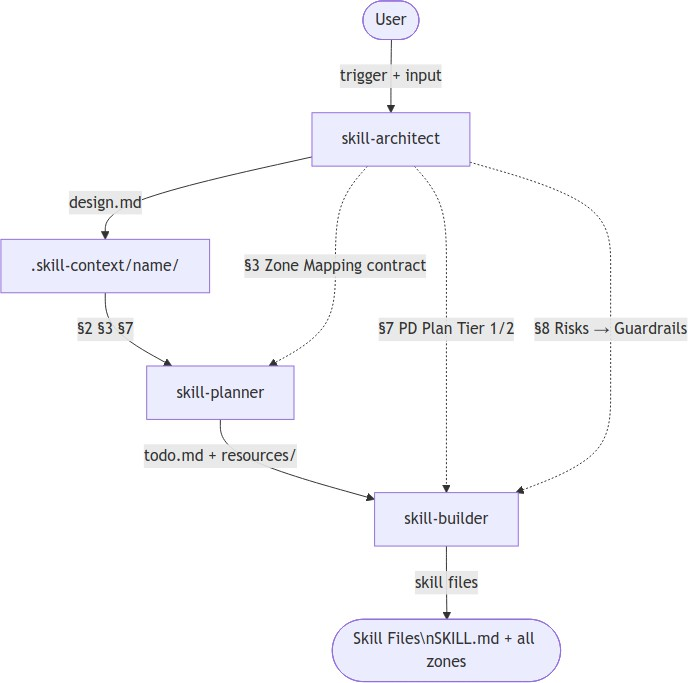 User
trigger + input
skill-architect
design.md
.skill-context/name/
§3 Zone Mapping contract
§2 §3 §7
§7 PD Plan Tier 1/2
§8 Risks → Guardrails
skill-planner
todo.md + resources/
skill-builder
skill files
Skill Files\nSKILL.md + all
zones